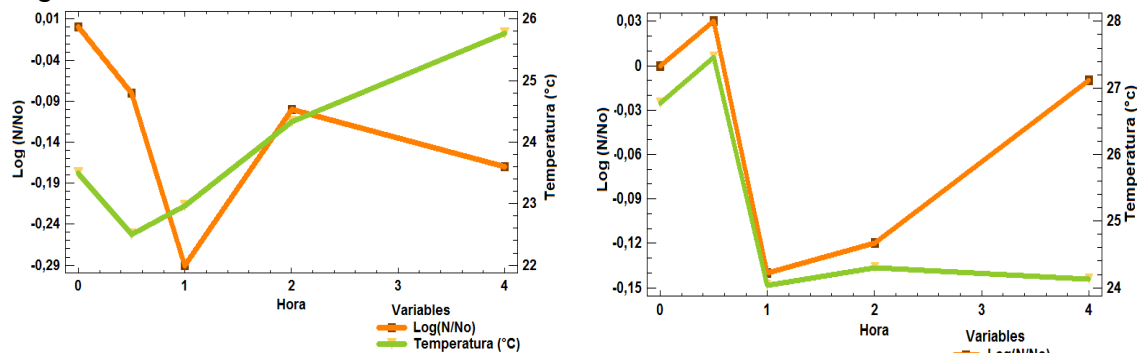 0,01
-0,04
-0,09
-0,14
-0,19
-0,24
-0,29
Log (N/No)
0 1 2 3 4
Hora
26
25
24
23
22
Temperatura (°c)
Variables
Log(N/No)
Temperatura (°C)
0,03
0
-0,03
-0,06
-0,09
-0,12
-0,15
Log (N/No)
0 1 2 3 4
Hora
28
27
26
25
24
Temperatura (°c)
Variables
Log(N/No)